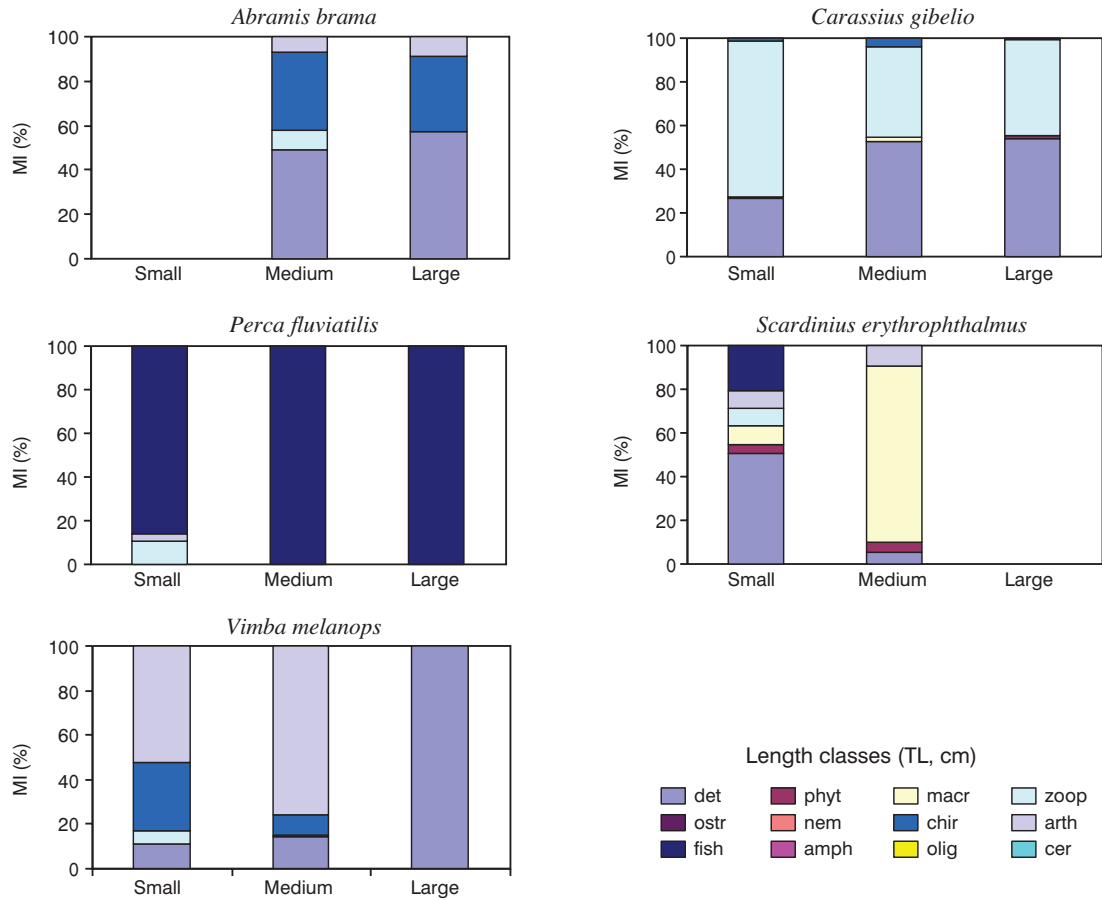 Abramis brama
100
80
60
40
20
0
MI (%)
Small Medium Large
Carassius gibelio
100
80
60
40
20
0
MI (%)
Small Medium Large
Perca fluviatilis
100
80
60
40
20
0
MI (%)
Small Medium Large
Scardinius erythrophthalmus
100
80
60
40
20
0
MI (%)
Small Medium Large
Vimba melanops
100
80
60
40
20
0
MI (%)
Small Medium Large
Length classes (TL, cm)
det phyt macr zoop
ostr nem chir arth
fish amph olig cer